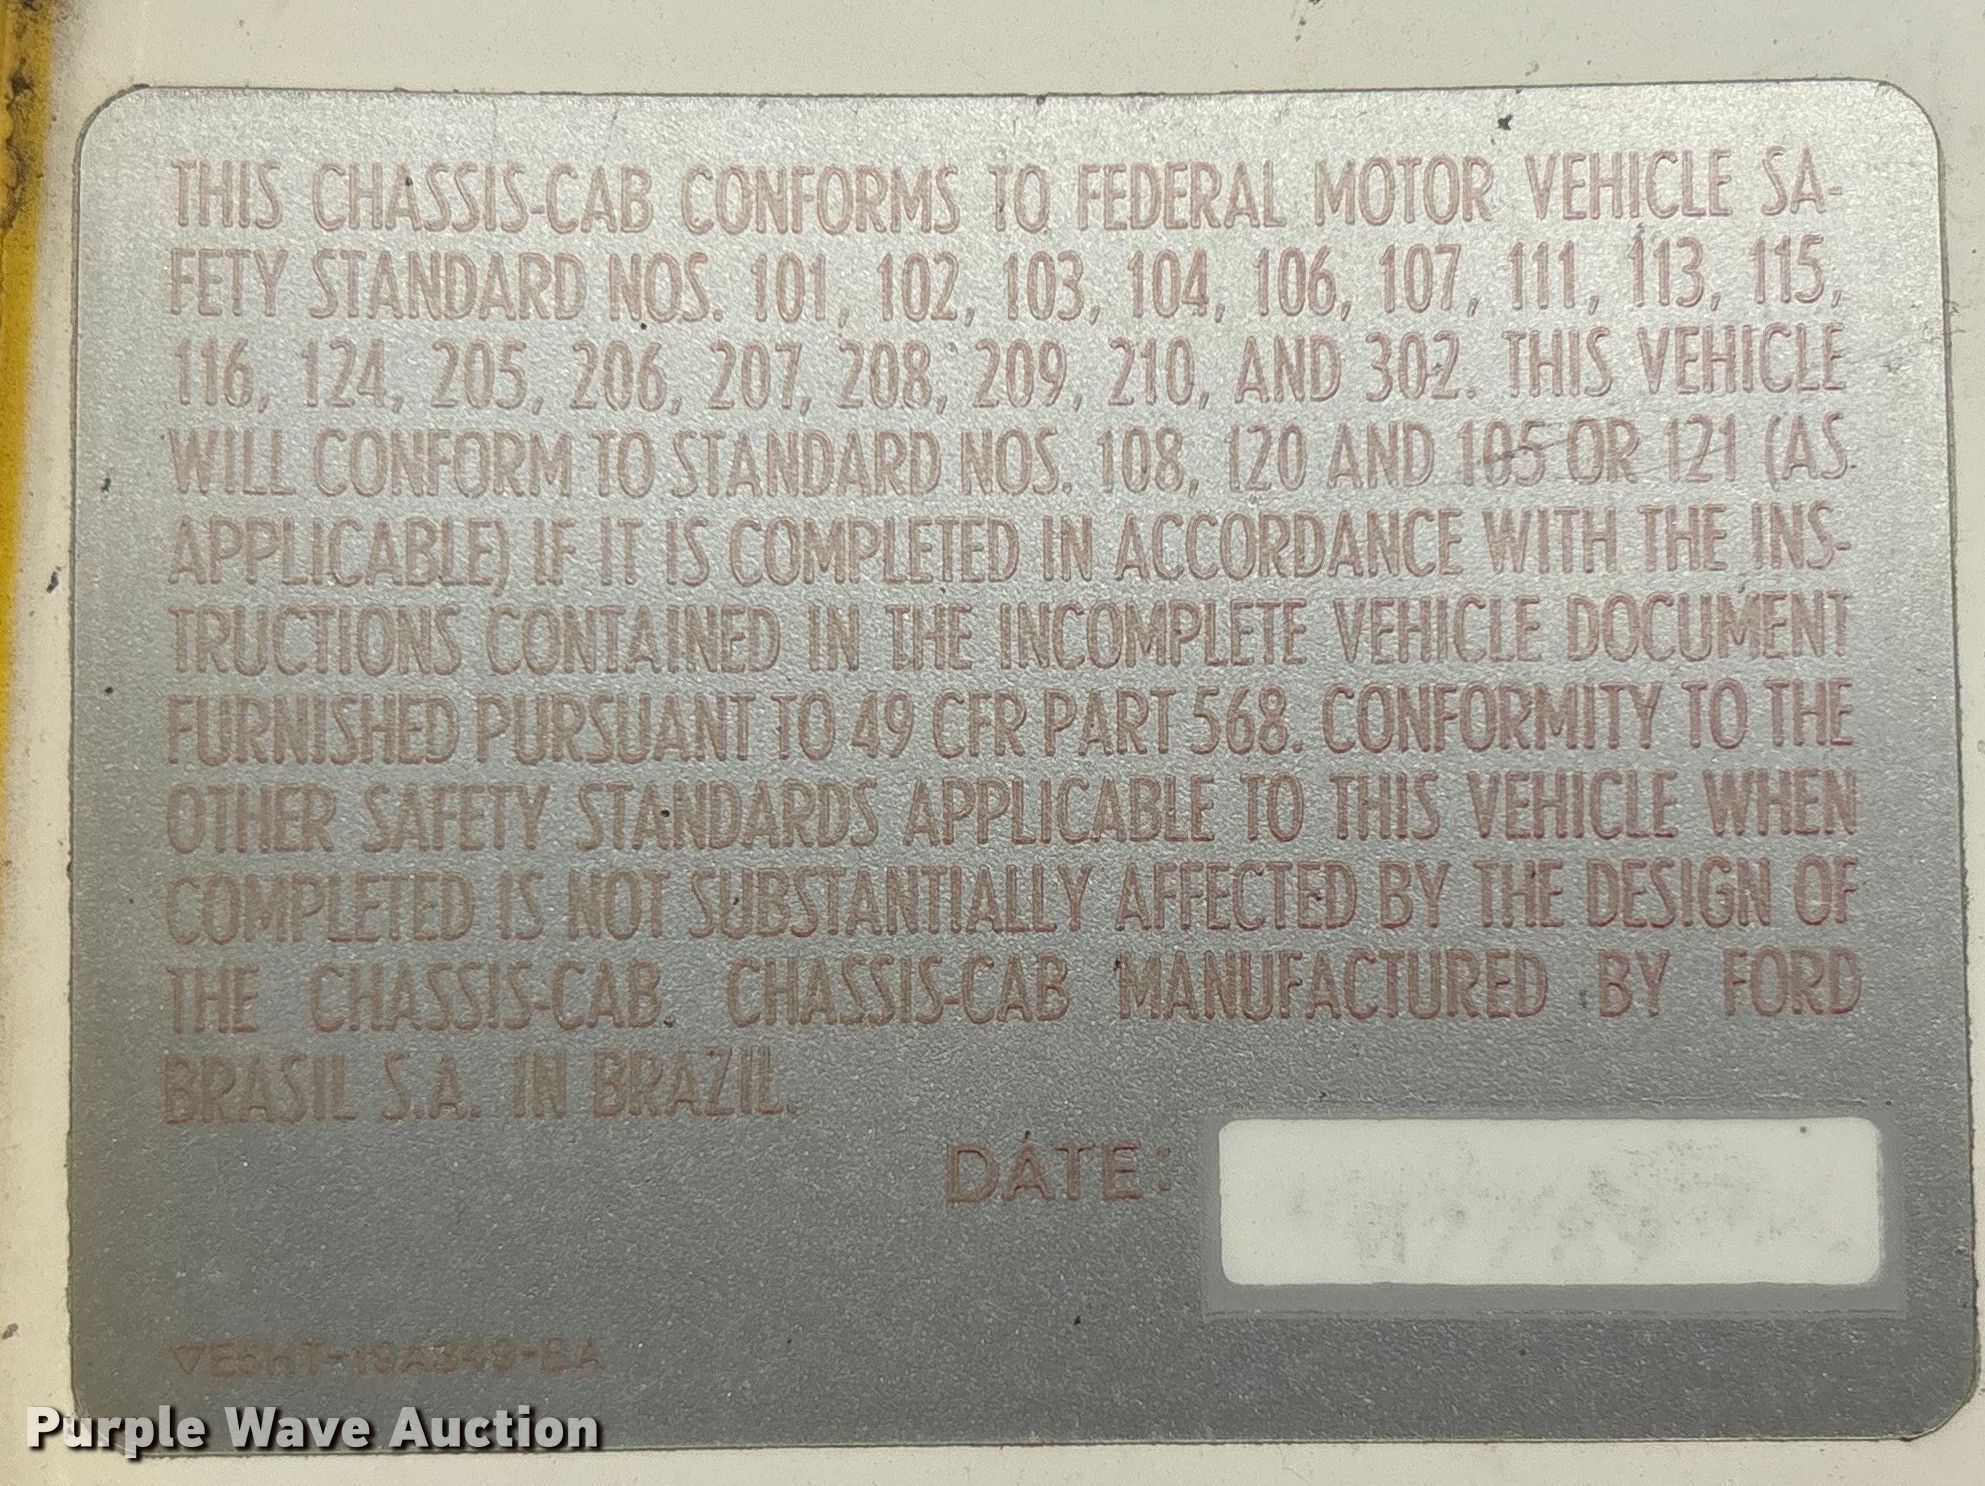 THIS CHASSIS-CAB CONFORMS TO FEDERAL MOTOR VEHICLE SA-
FETY STANDARD NOS. 101, 102, 103, 104, 106, 107, 111, 113, 115,
116, 124, 205, 206, 207, 208, 209, 210, AND 302. THIS VEHICLE
WILL CONFORM TO STANDARD NOS. 108, 120 AND 105 OR 121 (AS
APPLICABLE) IF IT IS COMPLETED IN ACCORDANCE WITH THE INS-
TRUCTIONS CONTAINED IN THE INCOMPLETE VEHICLE DOCUMENT
FURNISHED PURSUANT TO 49 CFR PART 568. CONFORMITY TO THE
OTHER SAFETY STANDARDS APPLICABLE TO THIS VEHICLE WHEN
COMPLETED IS NOT SUBSTANTIALLY AFFECTED BY THE DESIGN OF
THE CHASSIS-CAB. CHASSIS-CAB MANUFACTURED BY FORD
BRASIL S.A. IN BRAZIL.
DATE:
Purple Wave Auction